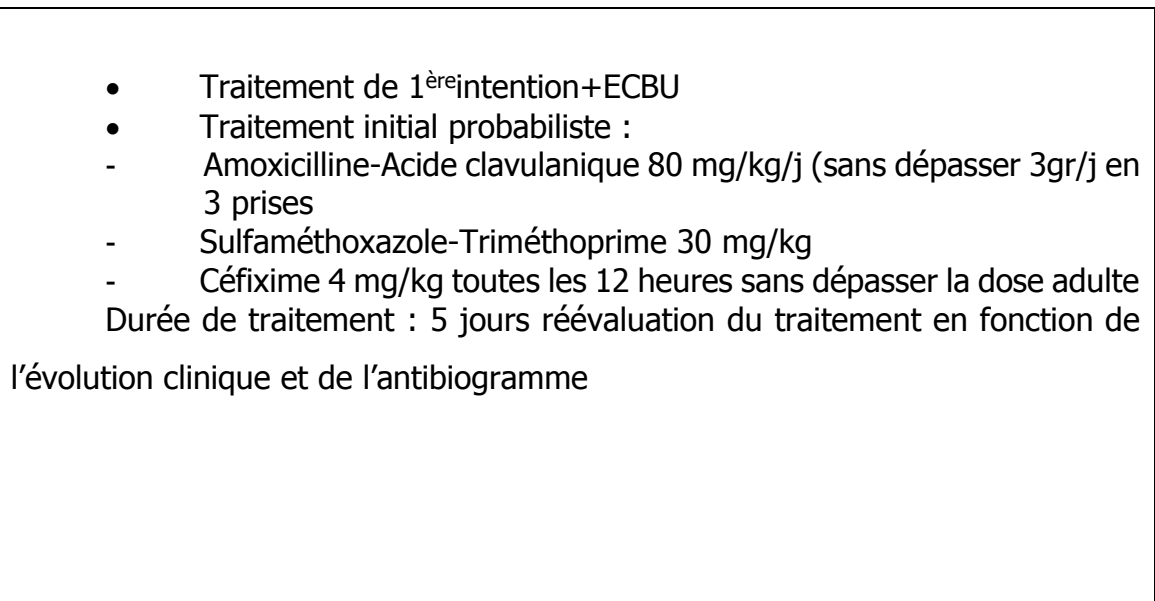 • Traitement de 1èreintention+ECBU
• Traitement initial probabiliste :
- Amoxicilline-Acide clavulanique 80 mg/kg/j (sans dépasser 3gr/j en
3 prises
- Sulfaméthoxazole-Triméthoprime 30 mg/kg
- Céfixime 4 mg/kg toutes les 12 heures sans dépasser la dose adulte
Durée de traitement : 5 jours réévaluation du traitement en fonction de
l’évolution clinique et de l’antibiogramme